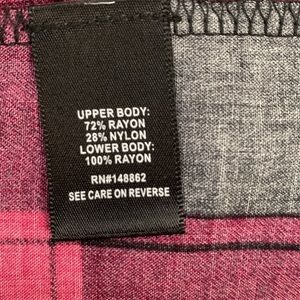 UPPER BODY:
72% RAYON
28% NYLON
LOWER BODY:
100% RAYON
RN#148862
SEE CARE ON REVERSE